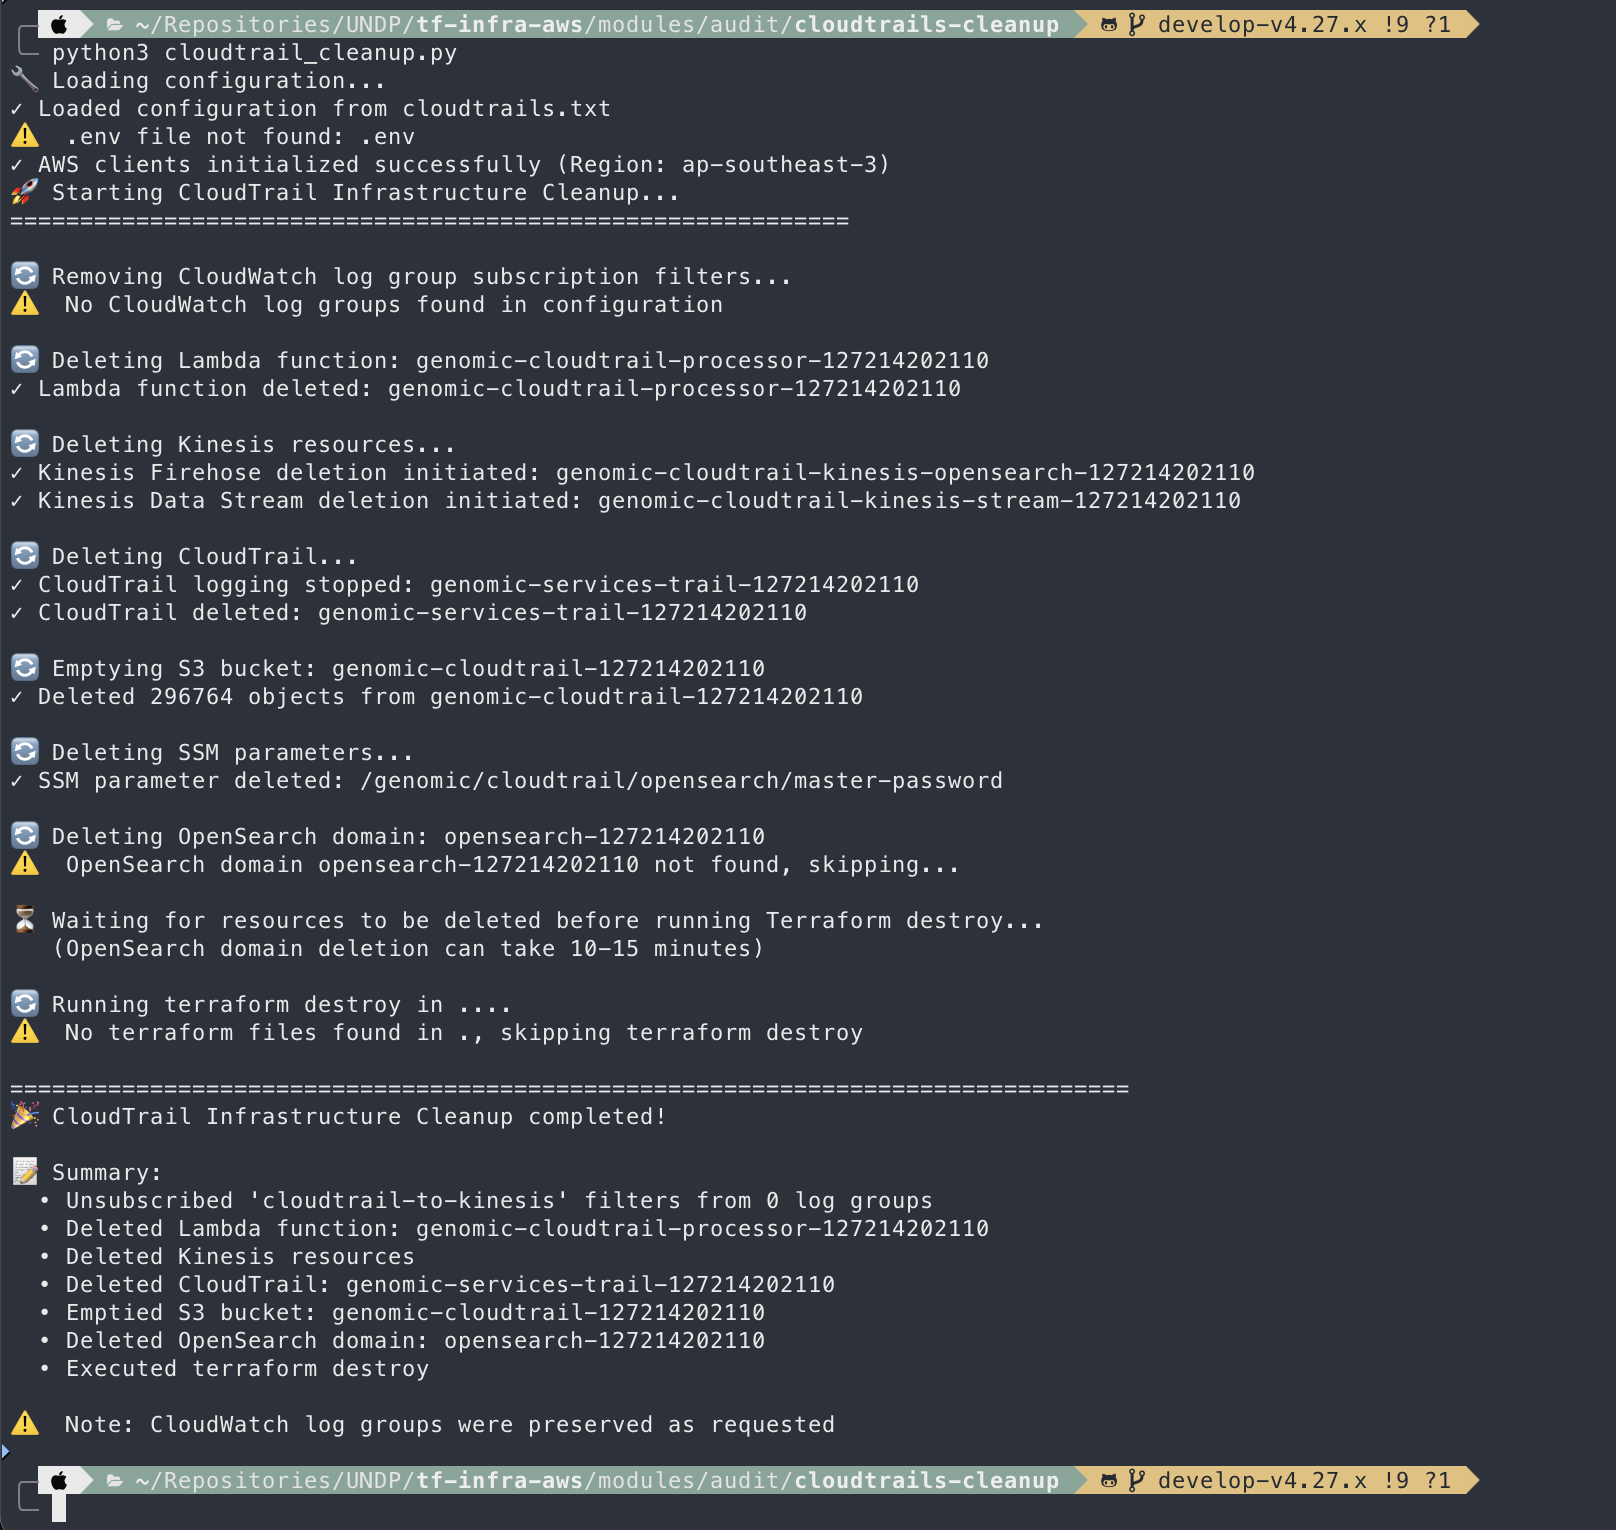 ~/Repositories/UNDP/tf-infra-aws/modules/audit/cloudtrails-cleanup develop-v4.27.x !9 ?1
python3 cloudtrail_cleanup.py
🔧 Loading configuration...
✓ Loaded configuration from cloudtrails.txt
⚠️ .env file not found: .env
✓ AWS clients initialized successfully (Region: ap-southeast-3)
🚀 Starting CloudTrail Infrastructure Cleanup...
============================================================
🔄 Removing CloudWatch log group subscription filters...
⚠️ No CloudWatch log groups found in configuration
🔄 Deleting Lambda function: genomic-cloudtrail-processor-127214202110
✓ Lambda function deleted: genomic-cloudtrail-processor-127214202110
🔄 Deleting Kinesis resources...
✓ Kinesis Firehose deletion initiated: genomic-cloudtrail-kinesis-opensearch-127214202110
✓ Kinesis Data Stream deletion initiated: genomic-cloudtrail-kinesis-stream-127214202110
🔄 Deleting CloudTrail...
✓ CloudTrail logging stopped: genomic-services-trail-127214202110
✓ CloudTrail deleted: genomic-services-trail-127214202110
🔄 Emptying S3 bucket: genomic-cloudtrail-127214202110
✓ Deleted 296764 objects from genomic-cloudtrail-127214202110
🔄 Deleting SSM parameters...
✓ SSM parameter deleted: /genomic/cloudtrail/opensearch/master-password
🔄 Deleting OpenSearch domain: opensearch-127214202110
⚠️ OpenSearch domain opensearch-127214202110 not found, skipping...
⏳ Waiting for resources to be deleted before running Terraform destroy...
(OpenSearch domain deletion can take 10-15 minutes)
🔄 Running terraform destroy in ....
⚠️ No terraform files found in ., skipping terraform destroy
================================================================================
🎉 CloudTrail Infrastructure Cleanup completed!
📝 Summary:
• Unsubscribed 'cloudtrail-to-kinesis' filters from 0 log groups
• Deleted Lambda function: genomic-cloudtrail-processor-127214202110
• Deleted Kinesis resources
• Deleted CloudTrail: genomic-services-trail-127214202110
• Emptied S3 bucket: genomic-cloudtrail-127214202110
• Deleted OpenSearch domain: opensearch-127214202110
• Executed terraform destroy
⚠️ Note: CloudWatch log groups were preserved as requested
~/Repositories/UNDP/tf-infra-aws/modules/audit/cloudtrails-cleanup develop-v4.27.x !9 ?1